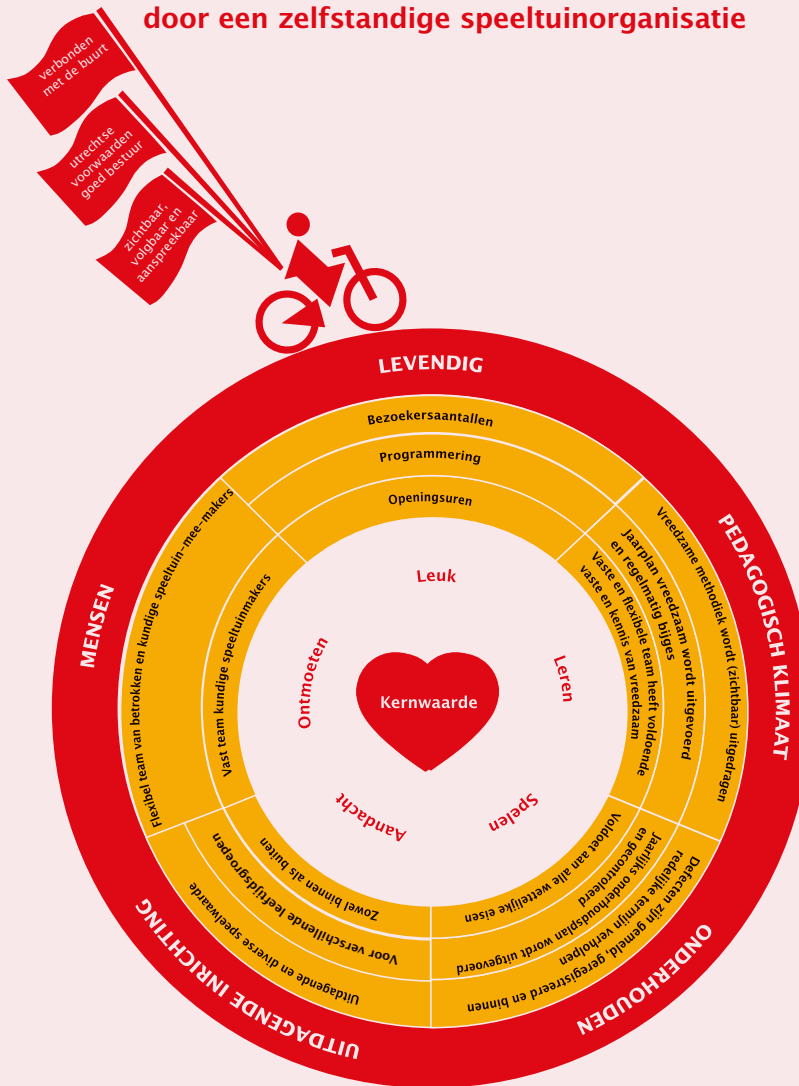 door een zelfstandige speeltuinorganisatie
verbonden
met de buurt
utrechtse
voorwaarden
goed bestuur
zichtbaar,
volgbaar en
aanspreekbaar
LEVENDIG
Bezoekersaantallen
Programmering
Openingsuren
PEDAGOGISCH KLIMAAT
Vreedzame methodiek wordt (zichtbaar) uitgedragen
Jaarplan vreedzaam wordt uitgevoerd
en regelmatig bijges
Vaste en flexibele team heeft voldoende
vaste en kennis van vreedzaam
ONDERHOUDEN
Defecten zijn gemeld, geregistreerd en binnen
redelijke termijn verholpen
Jaarlijks onderhoudsplan wordt uitgevoerd
en gecontroleerd
Voldoet aan alle wettelijke eisen
UITDAGENDE INRICHTING
Uitdagende en diverse speelwaarde
Voor verschillende leeftijdsgroepen
Zowel binnen als buiten
MENSEN
Flexibel team van betrokken en kundige speeltuin-mee-makers
Vast team kundige speeltuinmakers
Leuk
Leren
Spelen
Aandacht
Ontmoeten
Kernwaarde